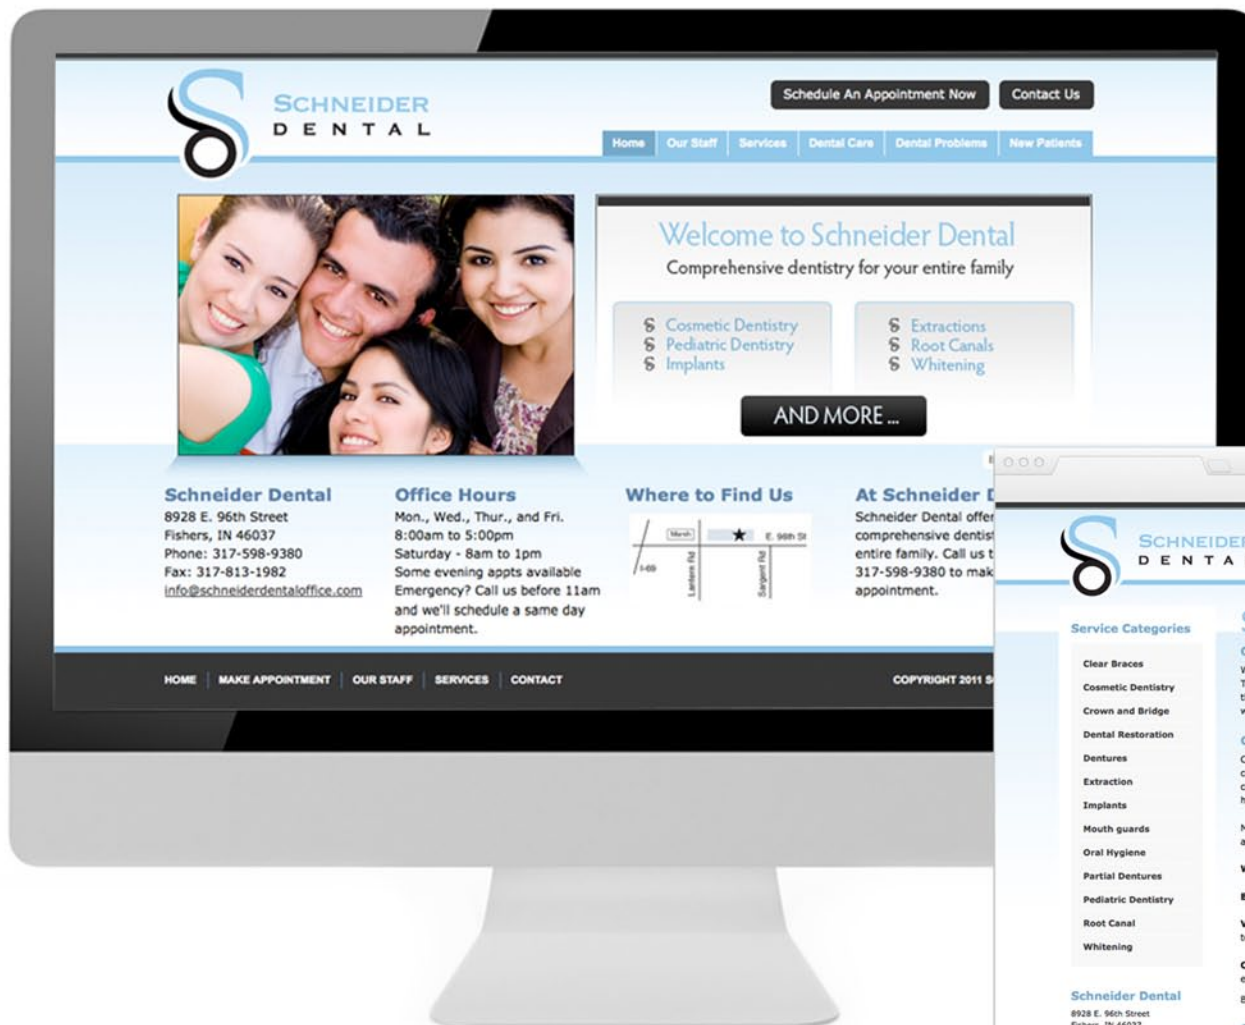 SCHNEIDER
DENTAL
Schedule An Appointment Now
Contact Us
Home
Our Staff
Services
Dental Care
Dental Problems
New Patients
Welcome to Schneider Dental
Comprehensive dentistry for your entire family
Cosmetic Dentistry
Pediatric Dentistry
Implants
Extractions
Root Canals
Whitening
AND MORE...
Schneider Dental
8928 E. 96th Street
Fishers, IN 46037
Phone: 317-598-9380
Fax: 317-813-1982
info@schneiderdentaloffice.com
Office Hours
Mon., Wed., Thur., and Fri.
8:00am to 5:00pm
Saturday - 8am to 1pm
Some evening appts available
Emergency? Call us before 11am
and we'll schedule a same day
appointment.
Where to Find Us
Marsh
E. 96th St
I-69
Lantern Rd
Sargent Rd
At Schneider
Schneider Dental offer
comprehensive dentist
entire family. Call us
317-598-9380 to mak
appointment.
HOME
MAKE APPOINTMENT
OUR STAFF
SERVICES
CONTACT
COPYRIGHT 2011
SCHNEIDER
DENTA
Service Categories
Clear Braces
Cosmetic Dentistry
Crown and Bridge
Dental Restoration
Dentures
Extraction
Implants
Mouth guards
Oral Hygiene
Partial Dentures
Pediatric Dentistry
Root Canal
Whitening
Schneider Dental
8928 E. 96th Street
Fishers, IN 46037